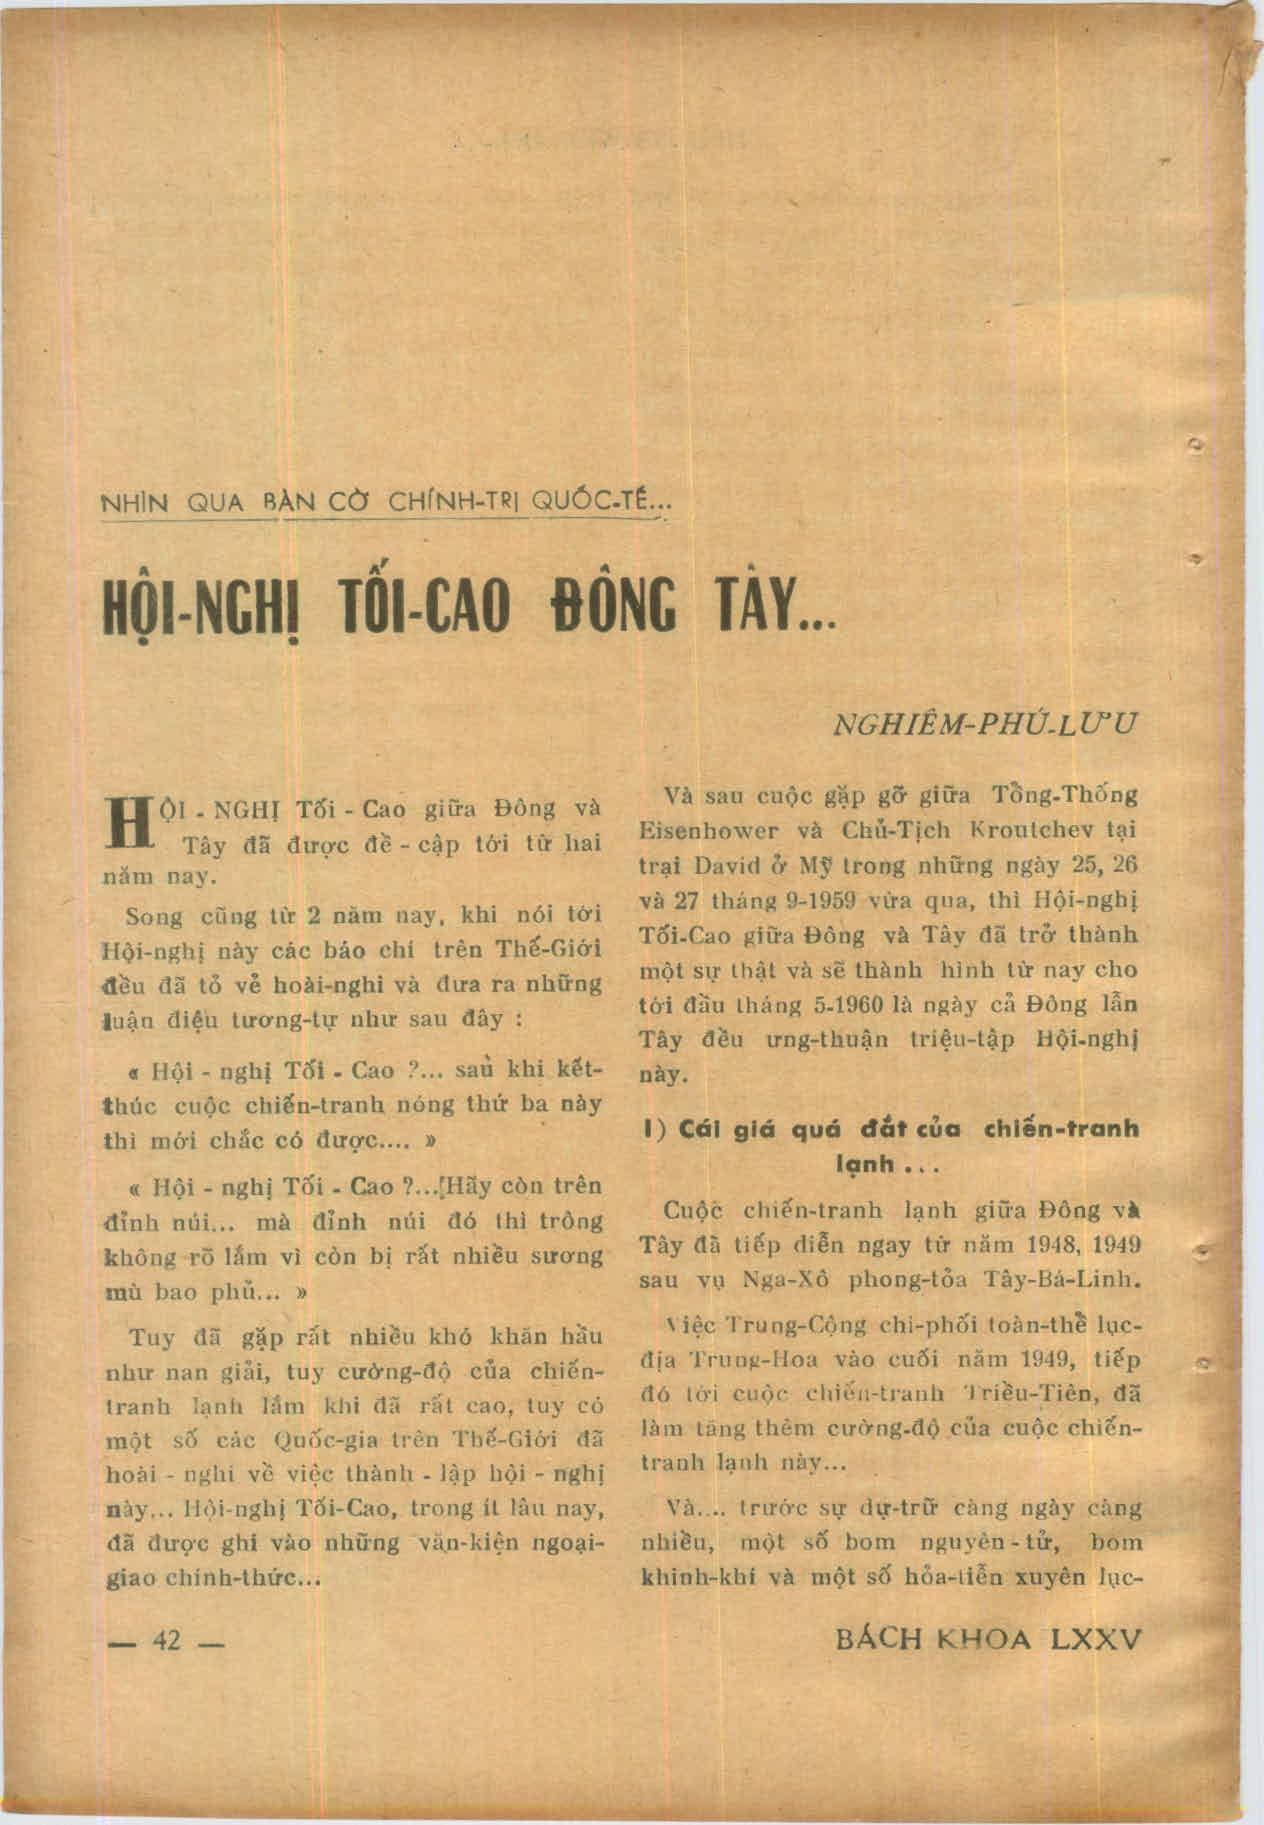 NHÌN QUA BÀN CỜ CHÍNH-TRỊ QUỐC-TẾ...
HỘI-NGHỊ TỐI-CAO ĐÔNG TÂY...
NGHIÊM-PHÚ-LƯU
HỘI - NGHỊ Tối - Cao giữa Đông và
Tây đã được đề - cập tới từ hai
năm nay.
Song cũng từ 2 năm nay, khi nói tới
Hội-nghị này các báo chí trên Thế-Giới
đều đã tỏ vẻ hoài-nghi và đưa ra những
luận điệu tương-tự như sau đây :
« Hội - nghị Tối - Cao ?... sau khi kết-
thúc cuộc chiến-tranh nóng thứ ba này
thì mới chắc có được.... »
« Hội - nghị Tối - Cao ?...[Hãy còn trên
đỉnh núi... mà đỉnh núi đó thì trông
không rõ lắm vì còn bị rất nhiều sương
mù bao phủ... »
Tuy đã gặp rất nhiều khó khăn hầu
như nan giải, tuy cường-độ của chiến-
tranh lạnh lắm khi đã rất cao, tuy có
một số các Quốc-gia trên Thế-Giới đã
hoài - nghi về việc thành - lập hội - nghị
này... Hội-nghị Tối-Cao, trong ít lâu nay,
đã được ghi vào những văn-kiện ngoại-
giao chính-thức...
Và sau cuộc gặp gỡ giữa Tổng-Thống
Eisenhower và Chủ-Tịch Kroutchev tại
trại David ở Mỹ trong những ngày 25, 26
và 27 tháng 9-1959 vừa qua, thì Hội-nghị
Tối-Cao giữa Đông và Tây đã trở thành
một sự thật và sẽ thành hình từ nay cho
tới đầu tháng 5-1960 là ngày cả Đông lẫn
Tây đều ưng-thuận triệu-tập Hội-nghị
này.
I) Cái giá quá đắt của chiến-tranh
lạnh...
Cuộc chiến-tranh lạnh giữa Đông và
Tây đã tiếp diễn ngay từ năm 1948, 1949
sau vụ Nga-Xô phong-tỏa Tây-Bá-Linh.
Việc Trung-Cộng chi-phối toàn-thể lục-
địa Trung-Hoa vào cuối năm 1949, tiếp
đó tới cuộc chiến-tranh Triều-Tiên, đã
làm tăng thêm cường-độ của cuộc chiến-
tranh lạnh này...
Và.... trước sự dự-trữ càng ngày càng
nhiều, một số bom nguyên - tử, bom
khinh-khí và một số hỏa-tiễn xuyên lục-
— 42 —
BÁCH KHOA LXXV